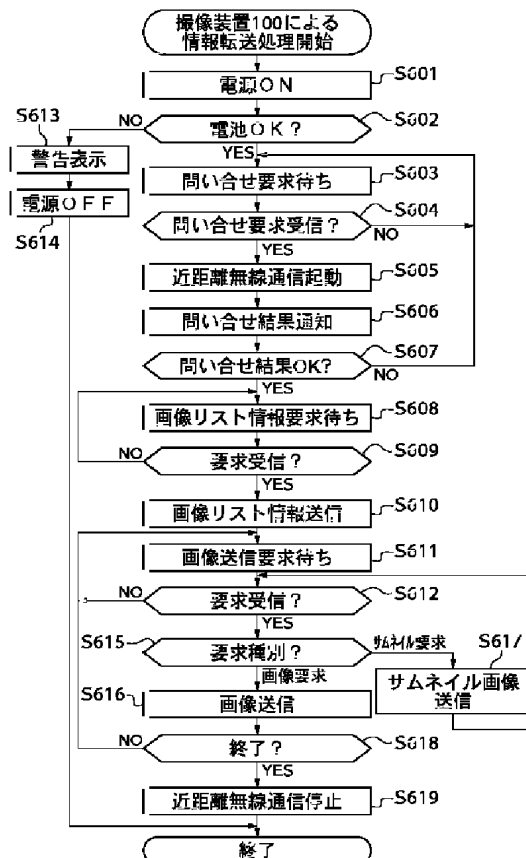 撮像装置100による
情報転送処理開始
電源ON
S601
電池OK？
S602
NO
YES
S613
警告表示
電源OFF
S614
問い合せ要求待ち
S603
問い合せ要求受信？
S604
NO
YES
近距離無線通信起動
S605
問い合せ結果通知
S606
問い合せ結果OK?
S607
NO
YES
画像リスト情報要求待ち
S608
要求受信？
S609
NO
YES
画像リスト情報送信
S610
画像送信要求待ち
S611
要求受信？
S612
NO
YES
S615
要求種別？
サムネイル要求
画像要求
S617
サムネイル画像
送信
S616
画像送信
終了？
S618
NO
YES
近距離無線通信停止
S619
終了